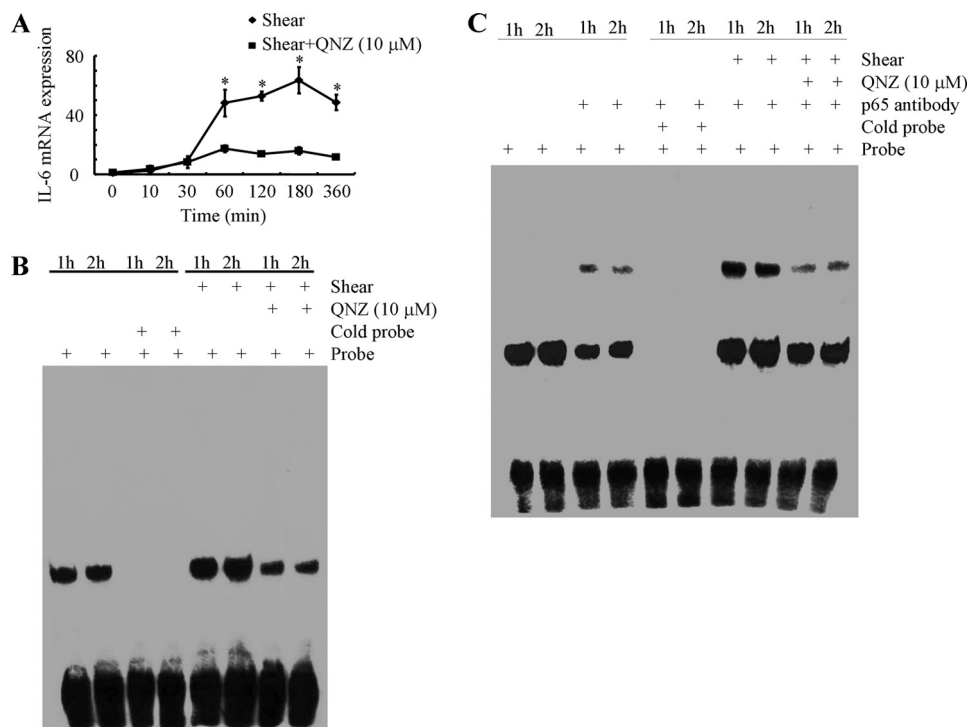 A
Shear
Shear+QNZ (10 μM)
IL-6 mRNA expression
80
60
40
20
0
* * * *
0 10 30 60 120 180 360
Time (min)
B
1h 2h 1h 2h 1h 2h 1h 2h
+ + + + Shear
+ + QNZ (10 μM)
+ + Cold probe
+ + + + + + + + Probe
C
1h 2h 1h 2h 1h 2h 1h 2h 1h 2h
+ + + + Shear
+ + QNZ (10 μM)
+ + + + + + + + p65 antibody
+ + Cold probe
+ + + + + + + + + + Probe